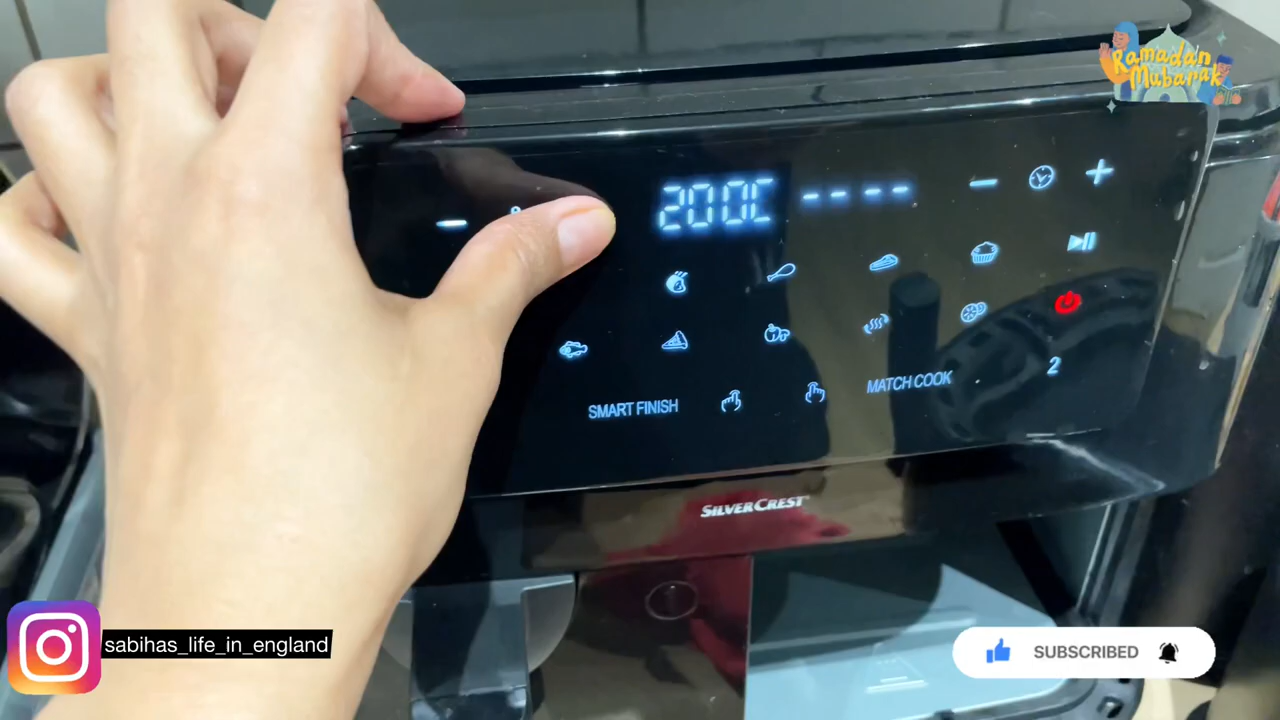 Ramadan
Mubarak
200C ----
SMART FINISH
MATCH COOK
2
SILVERCREST
sabihas_life_in_england
SUBSCRIBED